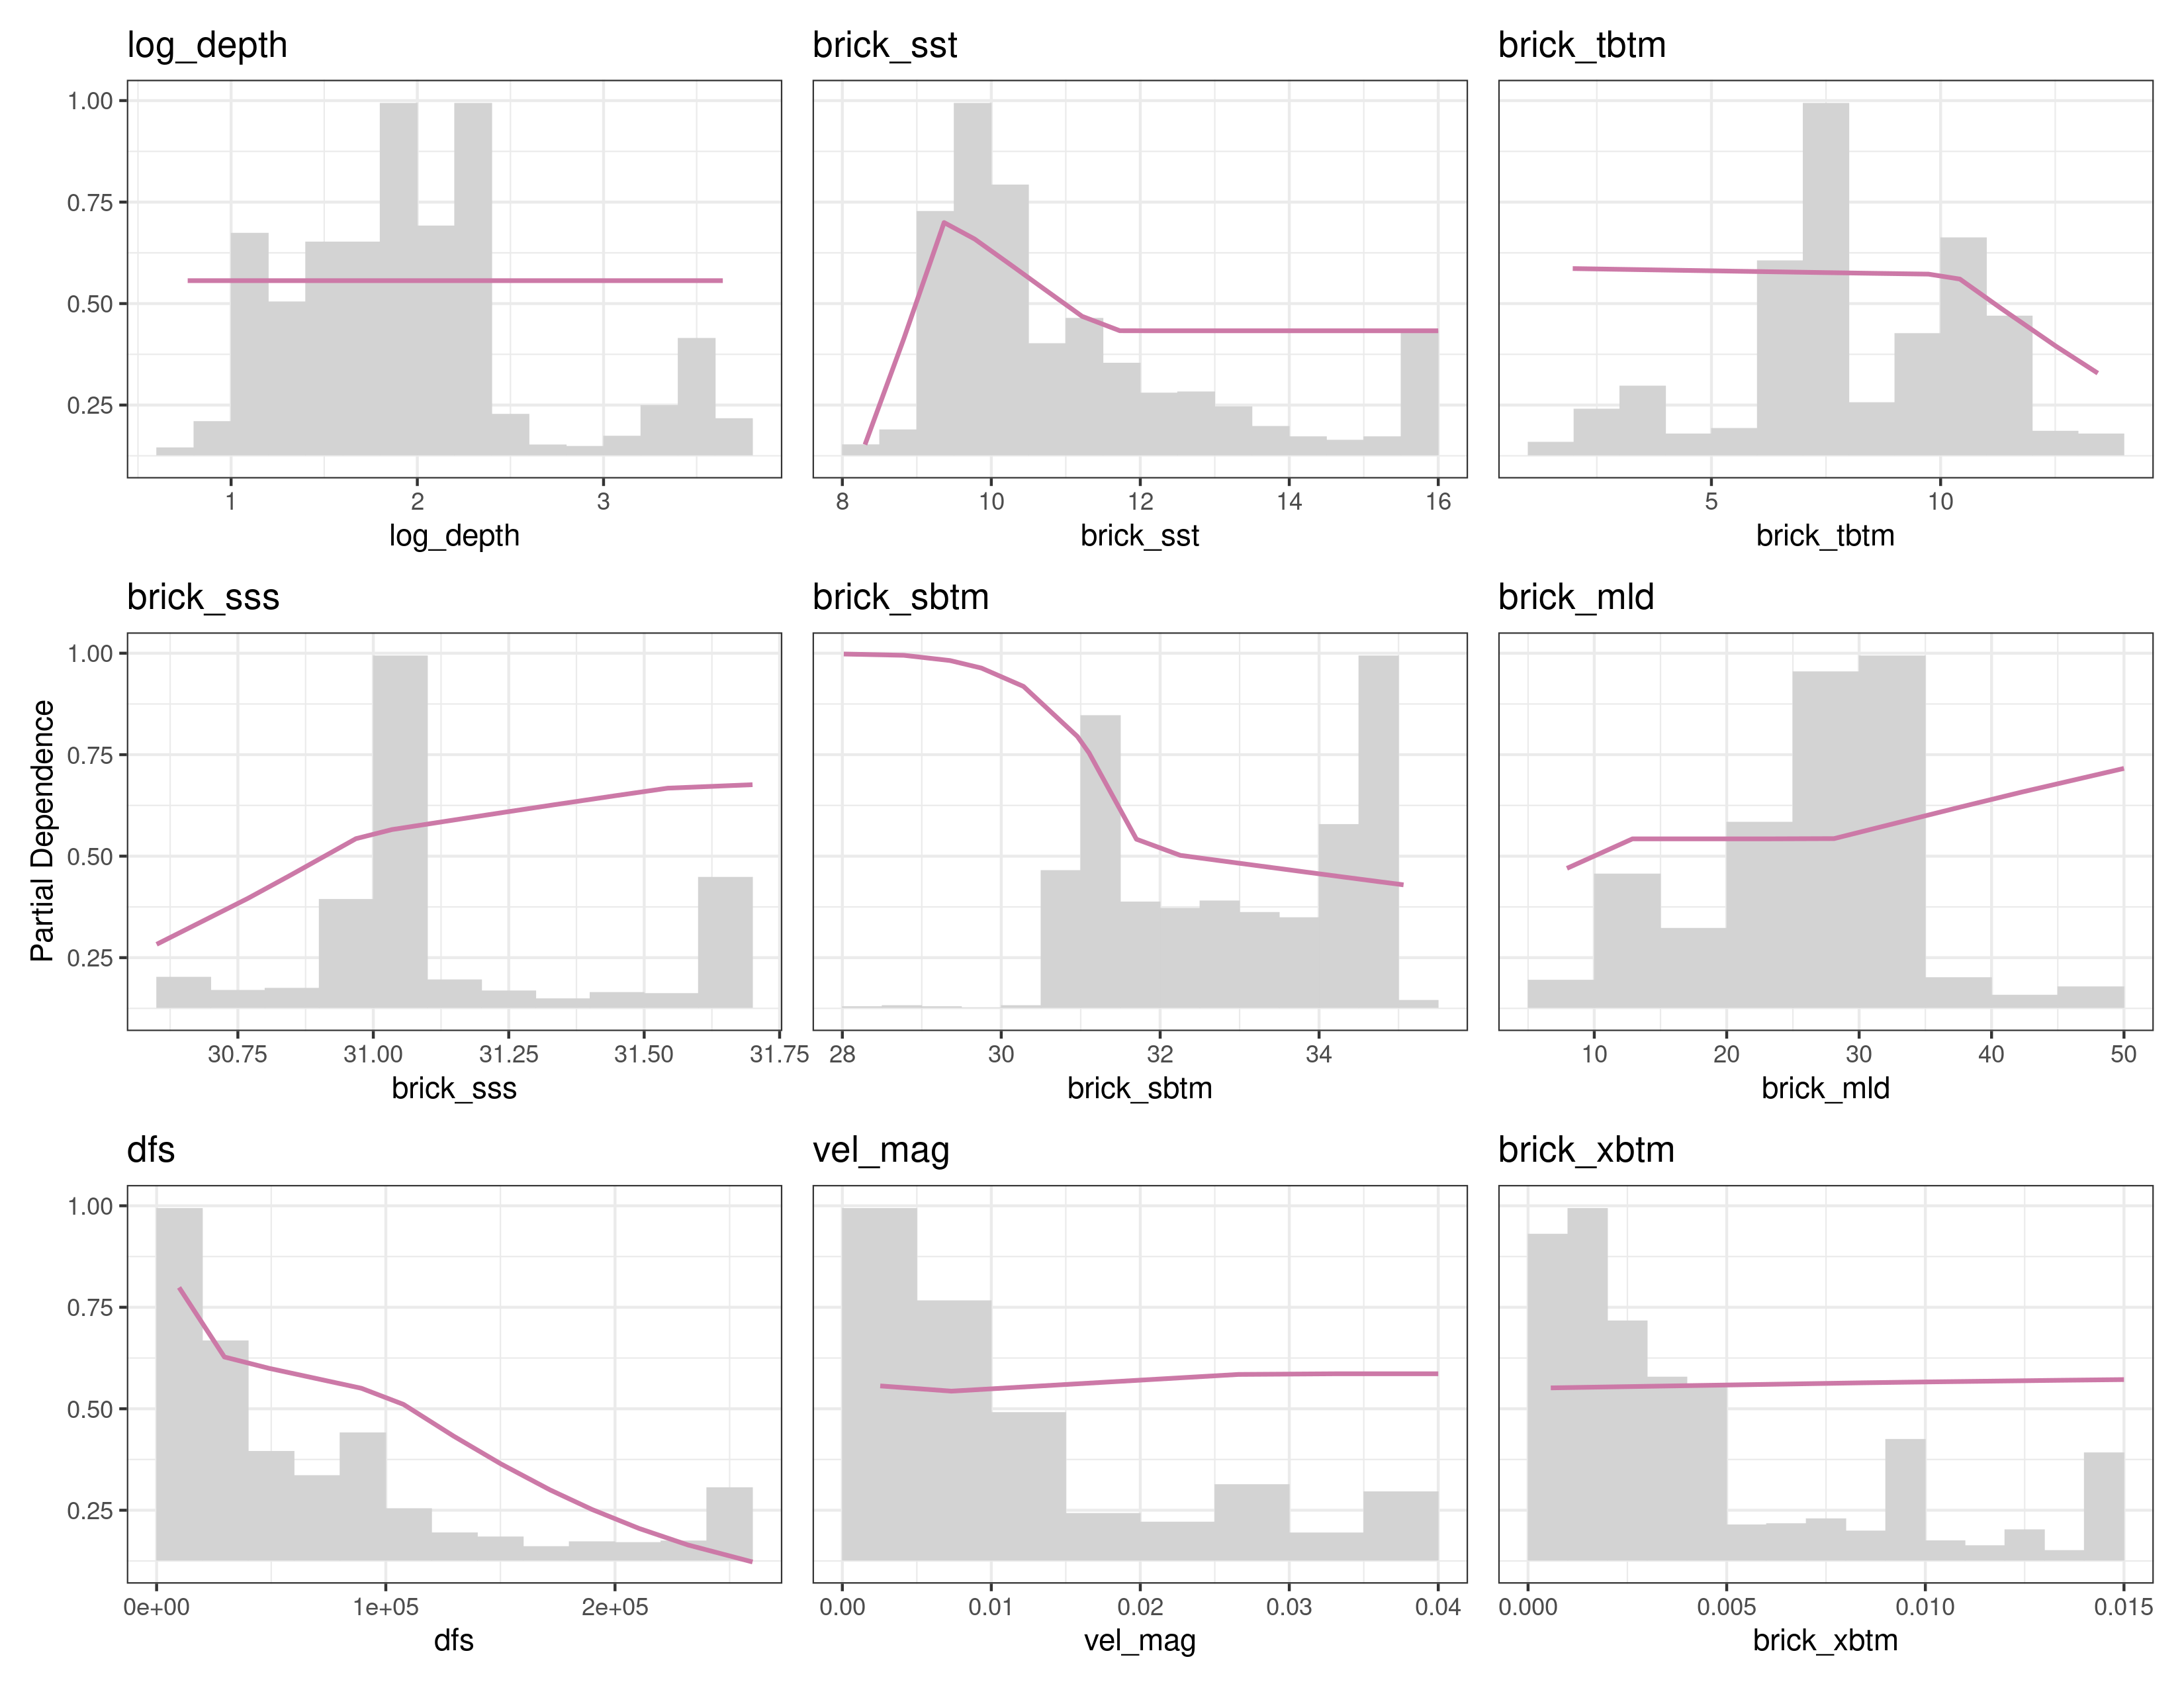 log_depth
brick_sst
brick_tbtm
1.00
0.75
0.50
0.25
1 2 3
8 10 12 14 16
5 10
log_depth
brick_sst
brick_tbtm
brick_sss
brick_sbtm
brick_mld
Partial Dependence
1.00
0.75
0.50
0.25
30.75 31.00 31.25 31.50 31.75
28 30 32 34
10 20 30 40 50
brick_sss
brick_sbtm
brick_mld
dfs
vel_mag
brick_xbtm
1.00
0.75
0.50
0.25
0e+00 1e+05 2e+05
0.00 0.01 0.02 0.03 0.04
0.000 0.005 0.010 0.015
dfs
vel_mag
brick_xbtm